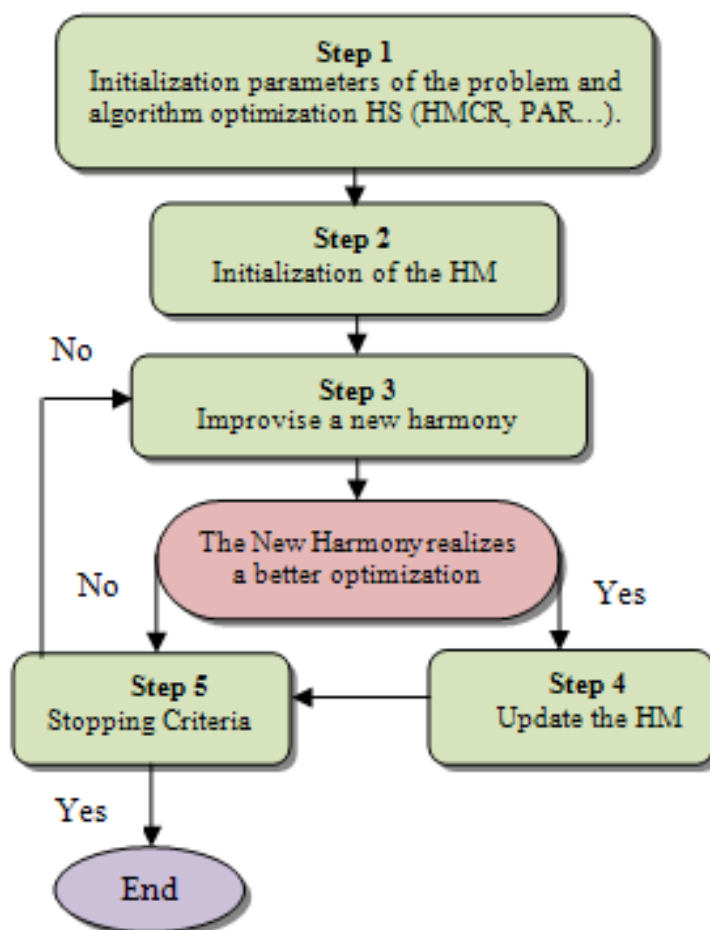 Step 1
Initialization parameters of the problem and
algorithm optimization HS (HMCR, PAR...).
Step 2
Initialization of the HM
No
Step 3
Improvise a new harmony
The New Harmony realizes
a better optimization
No
Yes
Step 5
Stopping Criteria
Step 4
Update the HM
Yes
End